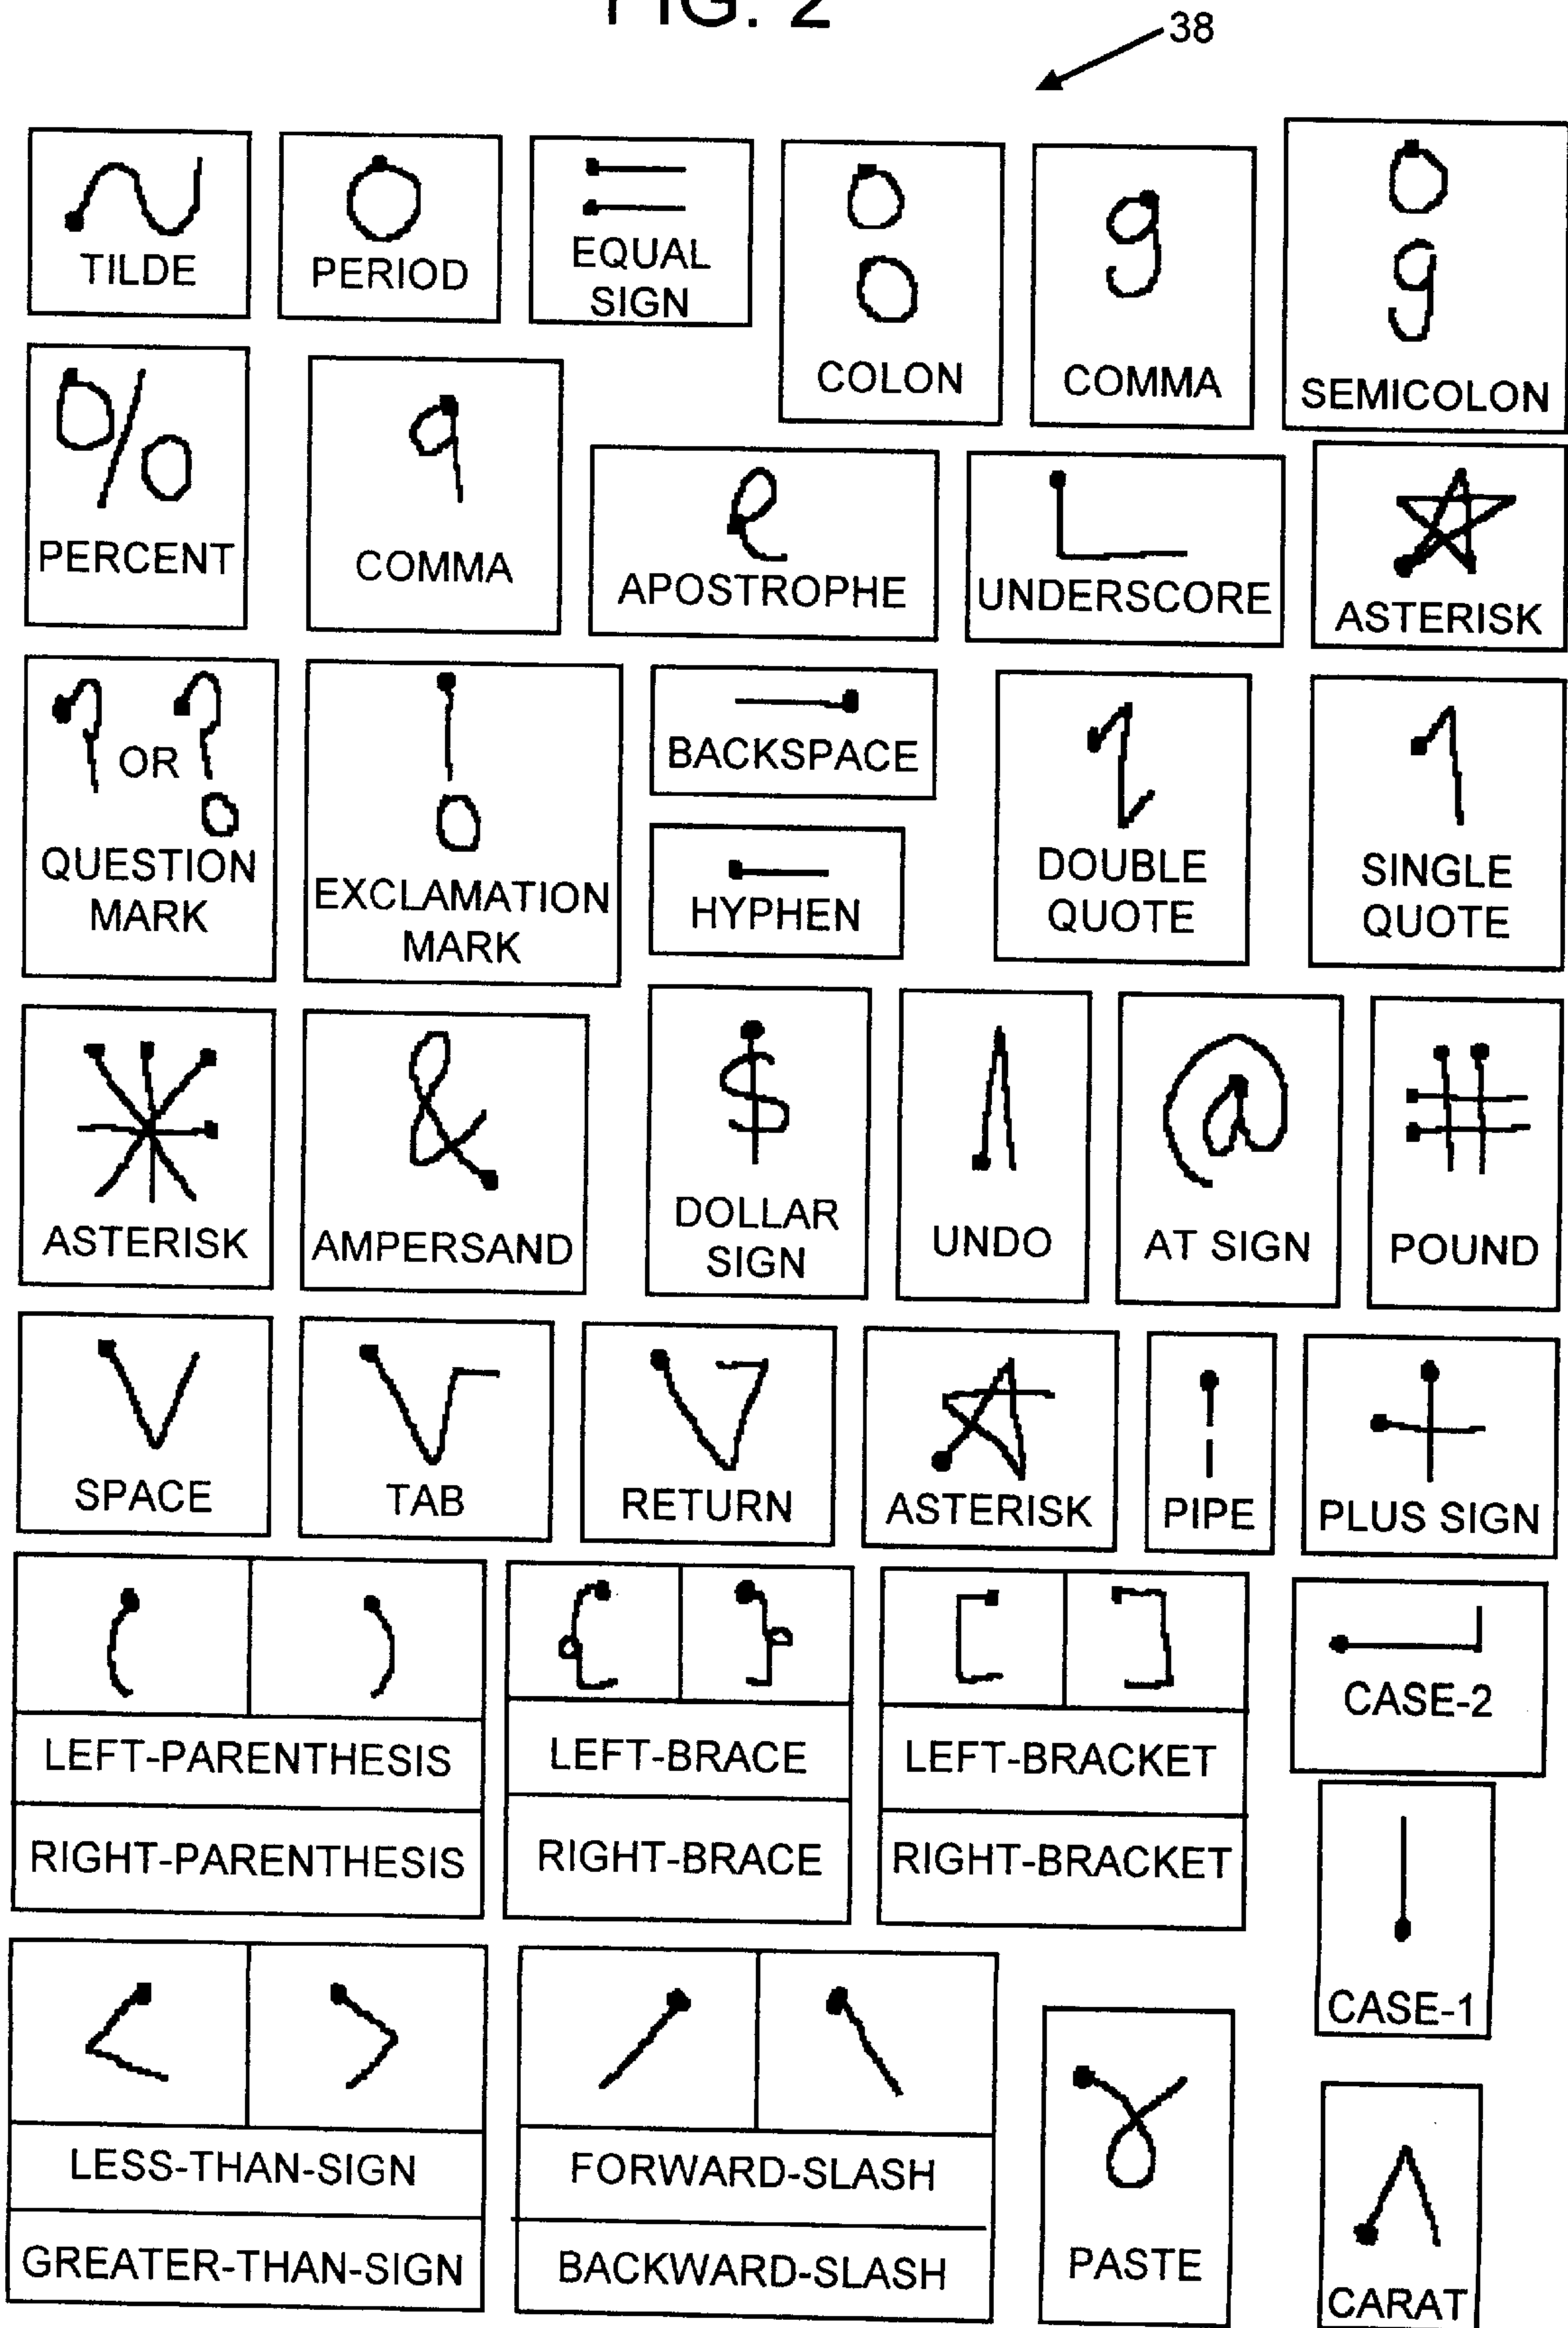 FIG. 2
38
TILDE
PERIOD
EQUAL
SIGN
COLON
COMMA
SEMICOLON
PERCENT
COMMA
APOSTROPHE
UNDERSCORE
ASTERISK
OR
QUESTION
MARK
EXCLAMATION
MARK
BACKSPACE
HYPHEN
DOUBLE
QUOTE
SINGLE
QUOTE
ASTERISK
AMPERSAND
DOLLAR
SIGN
UNDO
AT SIGN
POUND
SPACE
TAB
RETURN
ASTERISK
PIPE
PLUS SIGN
LEFT-PARENTHESIS
RIGHT-PARENTHESIS
LEFT-BRACE
RIGHT-BRACE
LEFT-BRACKET
RIGHT-BRACKET
CASE-2
CASE-1
LESS-THAN-SIGN
GREATER-THAN-SIGN
FORWARD-SLASH
BACKWARD-SLASH
PASTE
CARAT